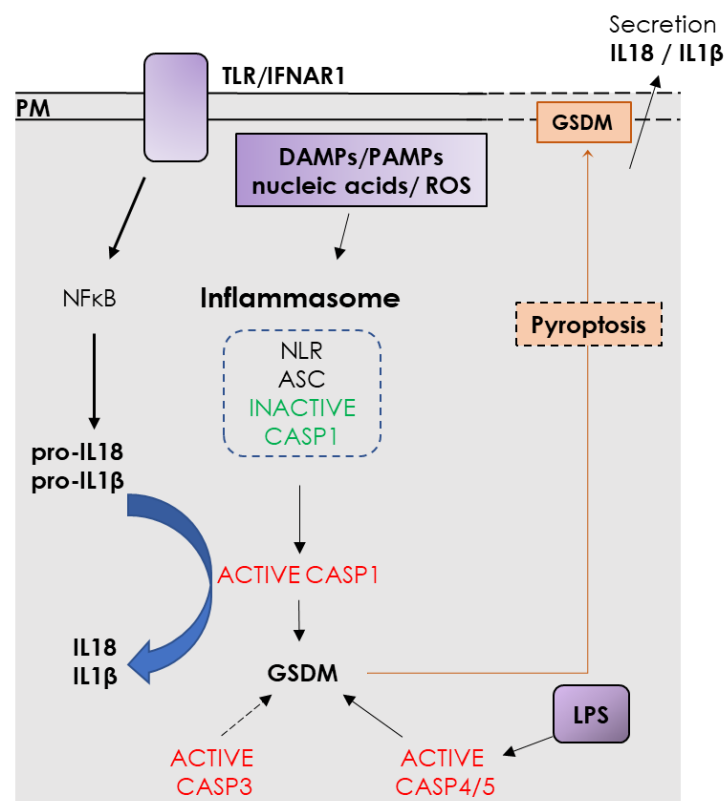 Secretion
IL18 / IL1β
TLR/IFNAR1
PM
GSDM
DAMPs/PAMPs
nucleic acids/ ROS
NFκB
Inflammasome
Pyroptosis
NLR
ASC
INACTIVE
CASP1
pro-IL18
pro-IL1β
ACTIVE CASP1
IL18
IL1β
GSDM
LPS
ACTIVE
CASP3
ACTIVE
CASP4/5